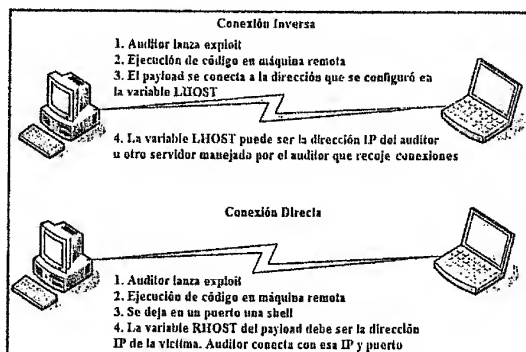 Conexión Inversa
1. Auditor lanza exploit
2. Ejecución de código en máquina remota
3. El payload se conecta a la dirección que se configuró en
la variable LHOST
4. La variable LHOST puede ser la dirección IP del auditor
u otro servidor manejado por el auditor que recoje conexiones
Conexión Directa
1. Auditor lanza exploit
2. Ejecución de código en máquina remota
3. Se deja en un puerto una shell
4. La variable RHOST del payload debe ser la dirección
IP de la víctima. Auditor conecta con esa IP y puerto